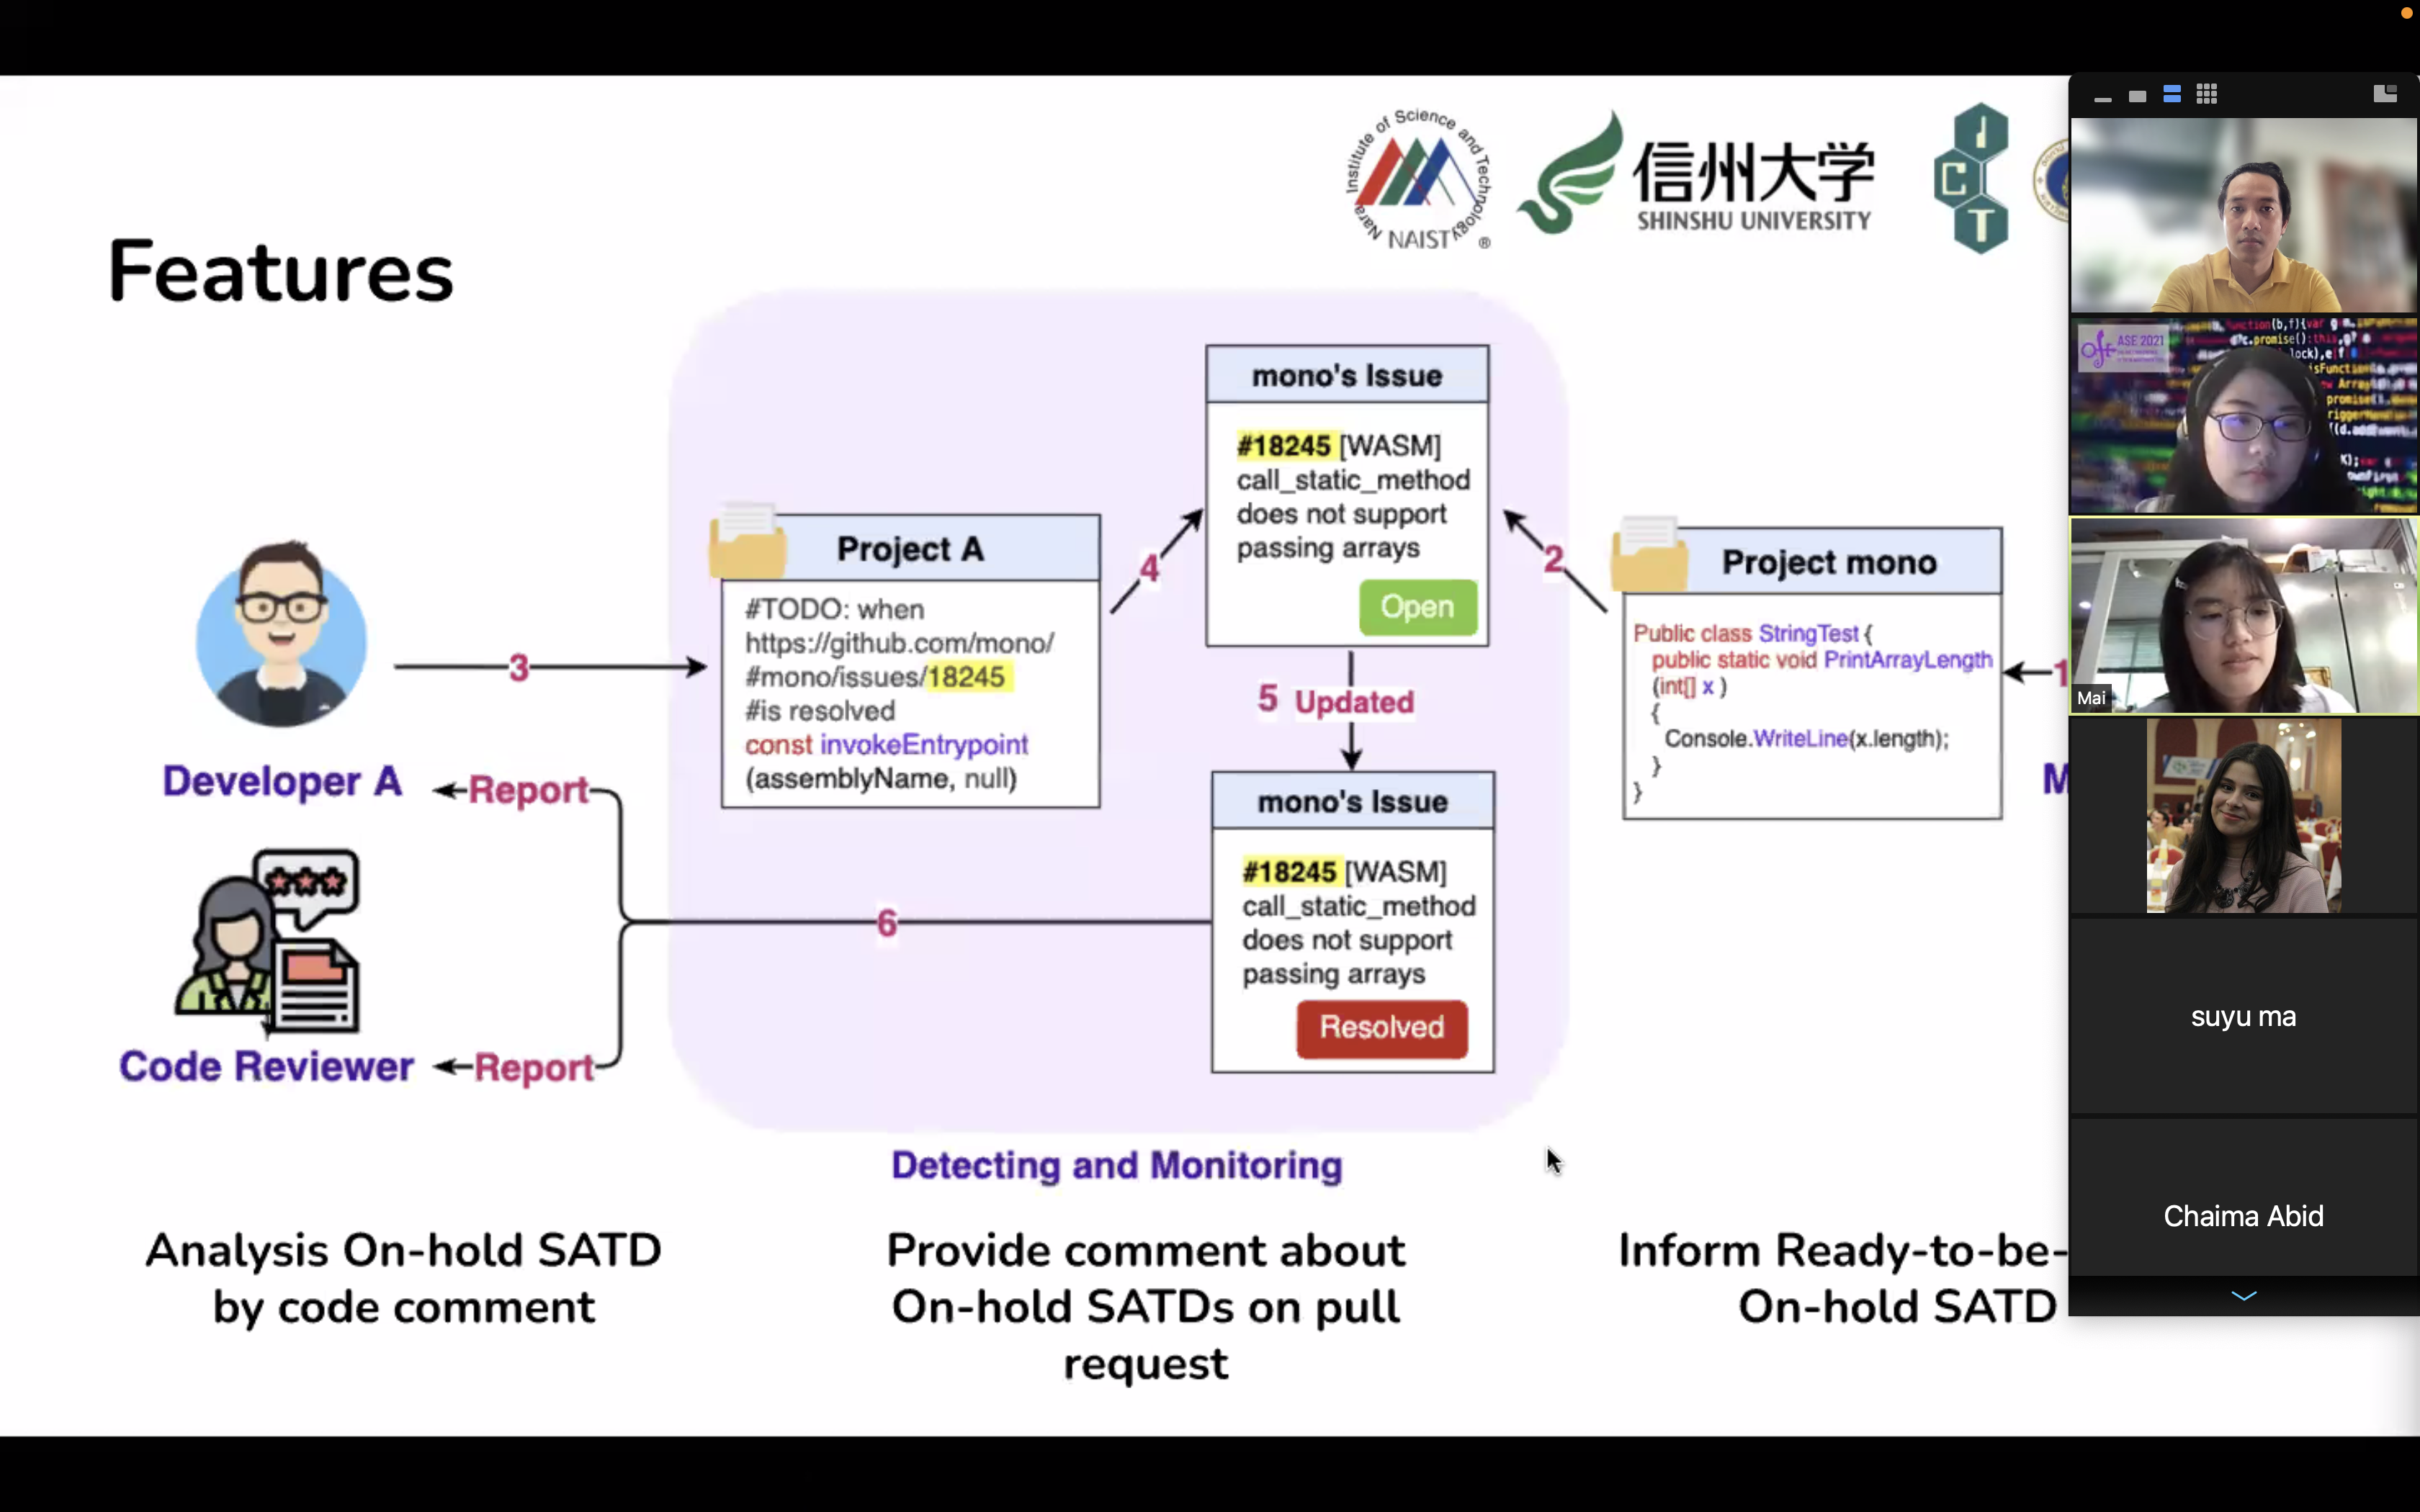 Nara Institute of Science and Technology
NAIST
®
信州大学
SHINSHU UNIVERSITY
I
C
T
Features
mono's Issue
#18245 [WASM]
call_static_method
does not support
passing arrays
Open
Project A
#TODO: when
https://github.com/mono/
#mono/issues/18245
#is resolved
const invokeEntrypoint
(assemblyName, null)
4
2
Project mono
Public class StringTest {
public static void PrintArrayLength
(int[] x )
{
Console.WriteLine(x.length);
}
}
1
3
5 Updated
Developer A
Report
mono's Issue
#18245 [WASM]
call_static_method
does not support
passing arrays
Resolved
6
Code Reviewer
Report
Detecting and Monitoring
Analysis On-hold SATD
by code comment
Provide comment about
On-hold SATDs on pull
request
Inform Ready-to-be-
On-hold SATD
ASE 2021
Mai
suyu ma
Chaima Abid